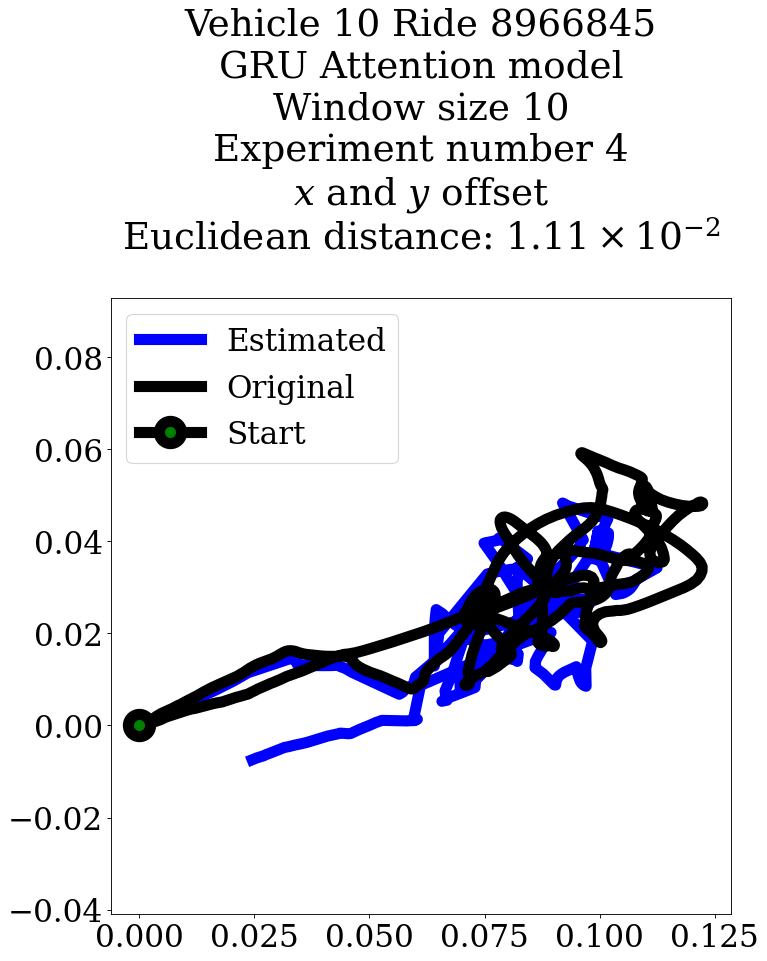 Vehicle 10 Ride 8966845
GRU Attention model
Window size 10
Experiment number 4
x and y offset
Euclidean distance: 1.11 × 10⁻²
Estimated
Original
Start
0.08
0.06
0.04
0.02
0.00
−0.02
−0.04
0.000 0.025 0.050 0.075 0.100 0.125